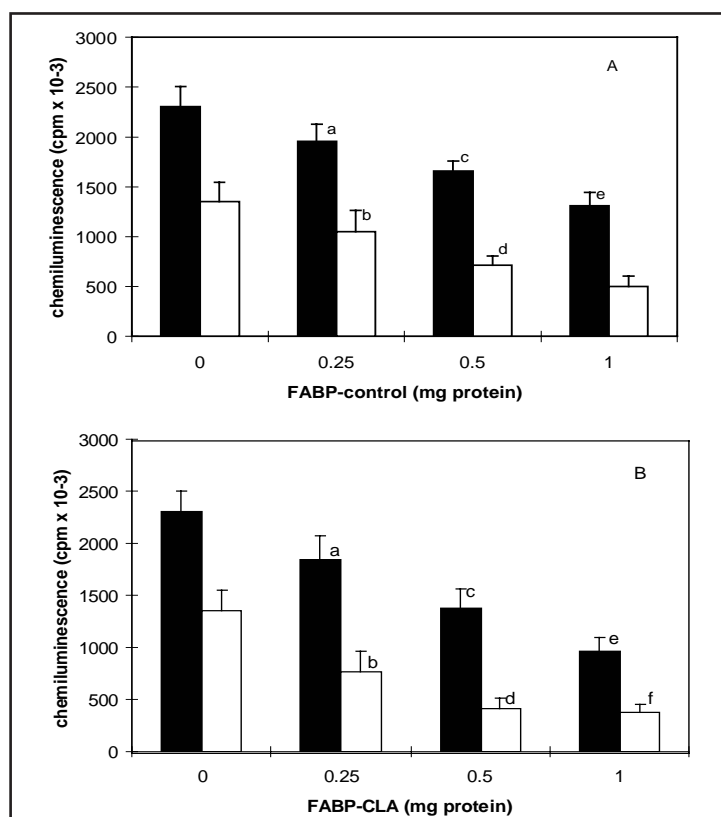 3000
A
2500
a
2000
c
1500
e
b
1000
d
500
0
0 0.25 0.5 1
chemiluminescence (cpm x 10-3)
FABP-control (mg protein)
3000
B
2500
a
2000
c
1500
e
b
1000
d f
500
0
0 0.25 0.5 1
chemiluminescence (cpm x 10-3)
FABP-CLA (mg protein)